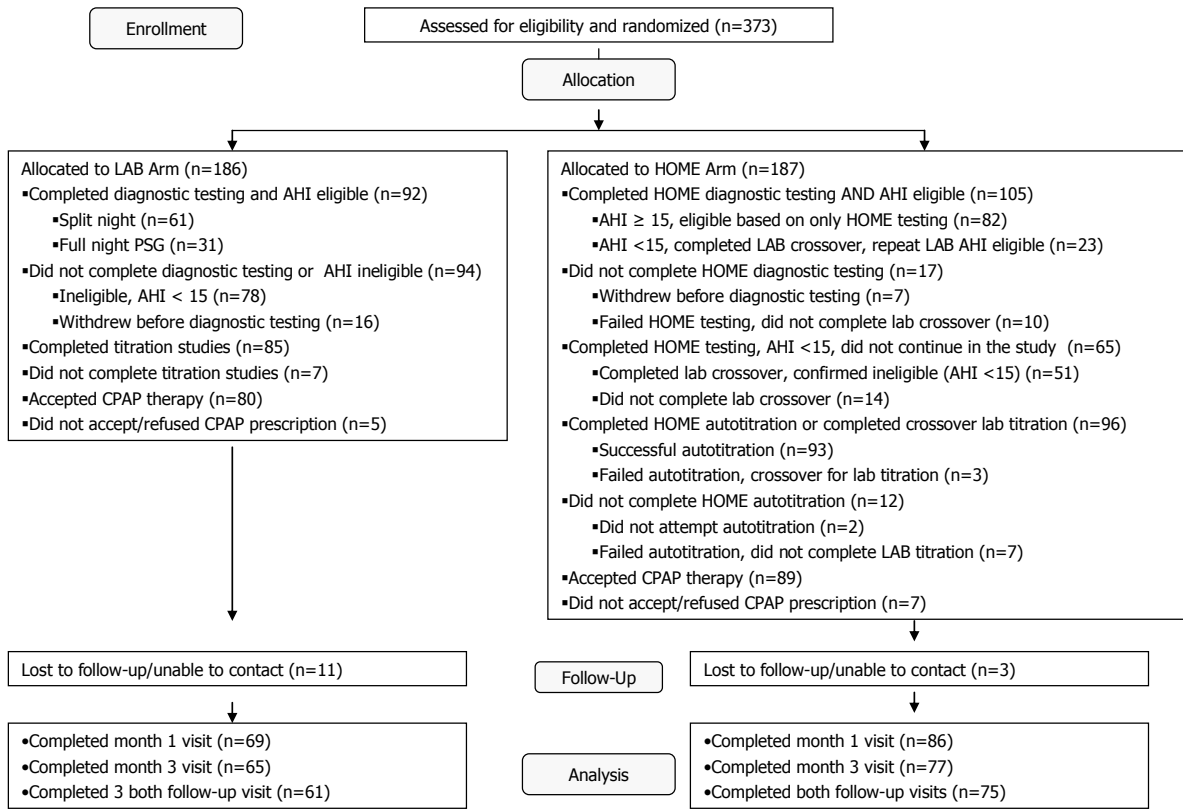 Enrollment
Assessed for eligibility and randomized (n=373)
Allocation
Allocated to LAB Arm (n=186)
▪Completed diagnostic testing and AHI eligible (n=92)
▪Split night (n=61)
▪Full night PSG (n=31)
▪Did not complete diagnostic testing or AHI ineligible (n=94)
▪Ineligible, AHI < 15 (n=78)
▪Withdrew before diagnostic testing (n=16)
▪Completed titration studies (n=85)
▪Did not complete titration studies (n=7)
▪Accepted CPAP therapy (n=80)
▪Did not accept/refused CPAP prescription (n=5)
Allocated to HOME Arm (n=187)
▪Completed HOME diagnostic testing AND AHI eligible (n=105)
▪AHI ≥ 15, eligible based on only HOME testing (n=82)
▪AHI <15, completed LAB crossover, repeat LAB AHI eligible (n=23)
▪Did not complete HOME diagnostic testing (n=17)
▪Withdrew before diagnostic testing (n=7)
▪Failed HOME testing, did not complete lab crossover (n=10)
▪Completed HOME testing, AHI <15, did not continue in the study (n=65)
▪Completed lab crossover, confirmed ineligible (AHI <15) (n=51)
▪Did not complete lab crossover (n=14)
▪Completed HOME autotitration or completed crossover lab titration (n=96)
▪Successful autotitration (n=93)
▪Failed autotitration, crossover for lab titration (n=3)
▪Did not complete HOME autotitration (n=12)
▪Did not attempt autotitration (n=2)
▪Failed autotitration, did not complete LAB titration (n=7)
▪Accepted CPAP therapy (n=89)
▪Did not accept/refused CPAP prescription (n=7)
Lost to follow-up/unable to contact (n=11)
Follow-Up
Lost to follow-up/unable to contact (n=3)
•Completed month 1 visit (n=69)
•Completed month 3 visit (n=65)
•Completed 3 both follow-up visit (n=61)
Analysis
•Completed month 1 visit (n=86)
•Completed month 3 visit (n=77)
•Completed both follow-up visits (n=75)